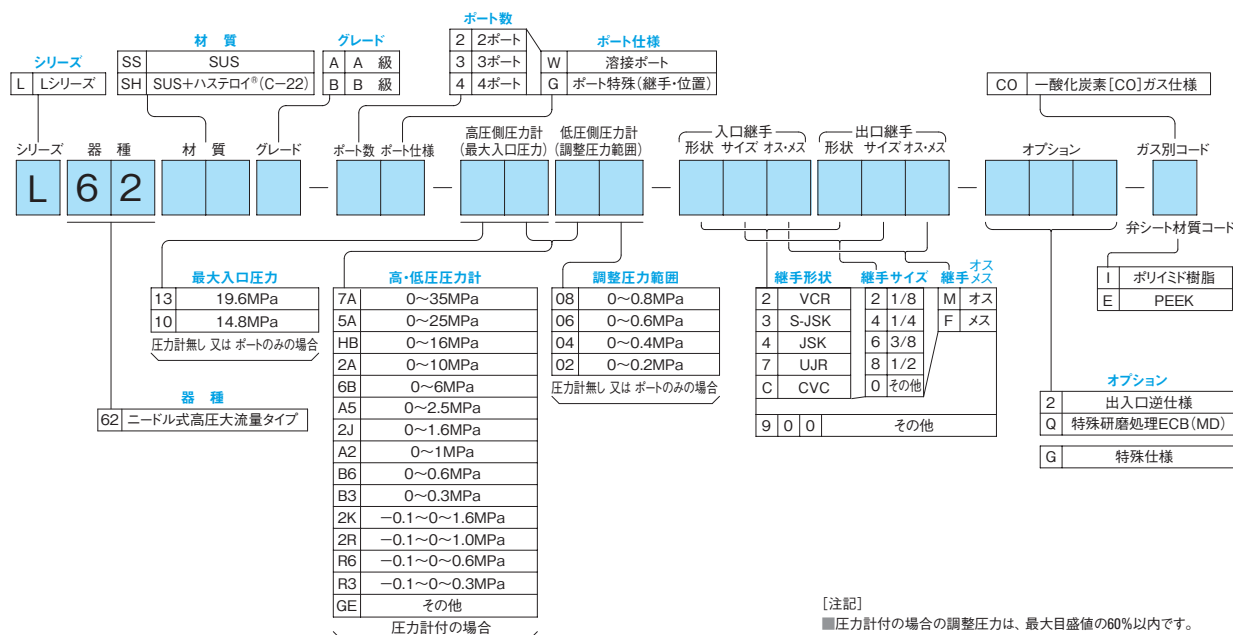 シリーズ
L Lシリーズ
材 質
SS SUS
SH SUS+ハステロイ®(C−22)
グレード
A A 級
B B 級
ポート数
2 2ポート
3 3ポート
4 4ポート
ポート仕様
W 溶接ポート
G ポート特殊(継手・位置)
CO 一酸化炭素[CO]ガス仕様
シリーズ 器 種 材 質 グレード ポート数 ポート仕様
高圧側圧力計
(最大入口圧力)
低圧側圧力計
(調整圧力範囲)
入口継手
形状 サイズ オス・メス
出口継手
形状 サイズ オス・メス
オプション
ガス別コード
L 6 2
弁シート材質コード
I ポリイミド樹脂
E PEEK
最大入口圧力
13 19.6MPa
10 14.8MPa
圧力計無し 又は ポートのみの場合
器 種
62 ニードル式高圧大流量タイプ
高・低圧圧力計
7A 0〜35MPa
5A 0〜25MPa
HB 0〜16MPa
2A 0〜10MPa
6B 0〜6MPa
A5 0〜2.5MPa
2J 0〜1.6MPa
A2 0〜1MPa
B6 0〜0.6MPa
B3 0〜0.3MPa
2K −0.1〜0〜1.6MPa
2R −0.1〜0〜1.0MPa
R6 −0.1〜0〜0.6MPa
R3 −0.1〜0〜0.3MPa
GE その他
圧力計付の場合
調整圧力範囲
08 0〜0.8MPa
06 0〜0.6MPa
04 0〜0.4MPa
02 0〜0.2MPa
圧力計無し 又は ポートのみの場合
継手形状
2 VCR
3 S-JSK
4 JSK
7 UJR
C CVC
継手サイズ
2 1/8
4 1/4
6 3/8
8 1/2
0 その他
継手オスメス
M オス
F メス
9 0 0 その他
オプション
2 出入口逆仕様
Q 特殊研磨処理ECB(MD)
G 特殊仕様
[注記]
■圧力計付の場合の調整圧力は、最大目盛値の60%以内です。